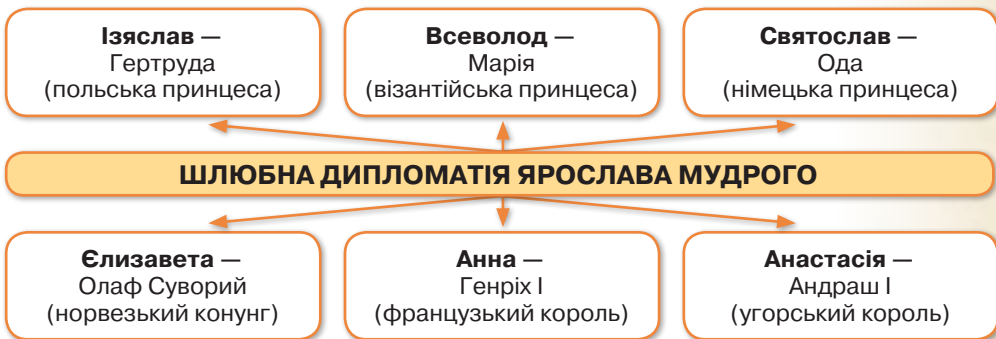 Ізяслав —
Гертруда
(польська принцеса)
Всеволод —
Марія
(візантійська принцеса)
Святослав —
Ода
(німецька принцеса)
ШЛЮБНА ДИПЛОМАТІЯ ЯРОСЛАВА МУДРОГО
Єлизавета —
Олаф Суворий
(норвезький конунг)
Анна —
Генріх І
(французький король)
Анастасія —
Андраш І
(угорський король)